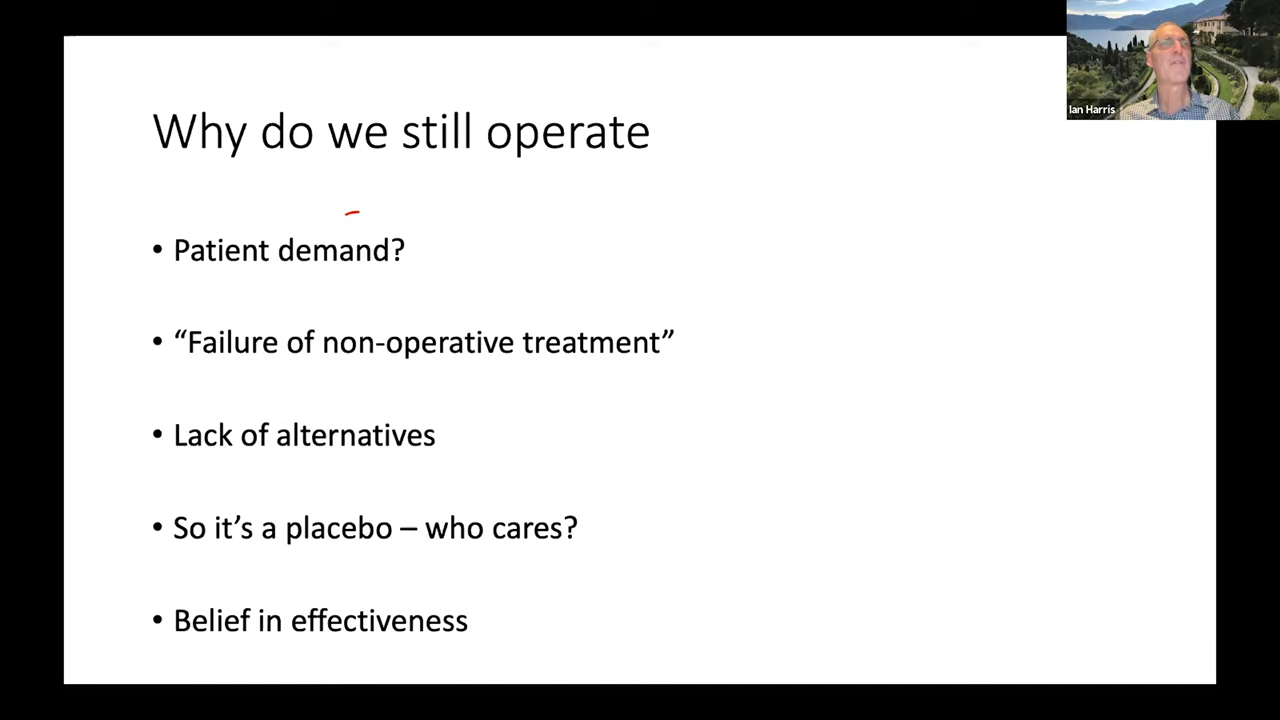 Ian Harris
Why do we still operate
• Patient demand?
• “Failure of non-operative treatment”
• Lack of alternatives
• So it’s a placebo – who cares?
• Belief in effectiveness